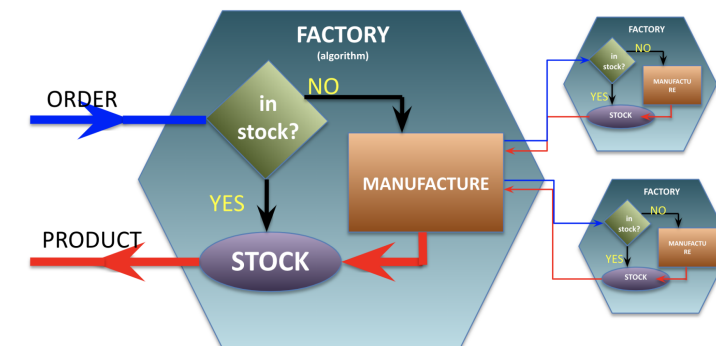 FACTORY
(algorithm)
ORDER
in
stock?
NO
YES
MANUFACTURE
PRODUCT
STOCK
FACTORY
in
stock?
NO
YES
MANUFACTU
RE
STOCK
FACTORY
in
stock?
NO
YES
MANUFACTU
RE
STOCK